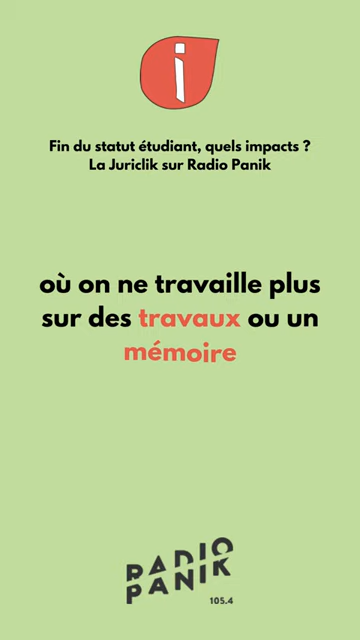 i
Fin du statut étudiant, quels impacts ?
La Juriclik sur Radio Panik
où on ne travaille plus
sur des travaux ou un
mémoire
RADIO
PANIK
105.4